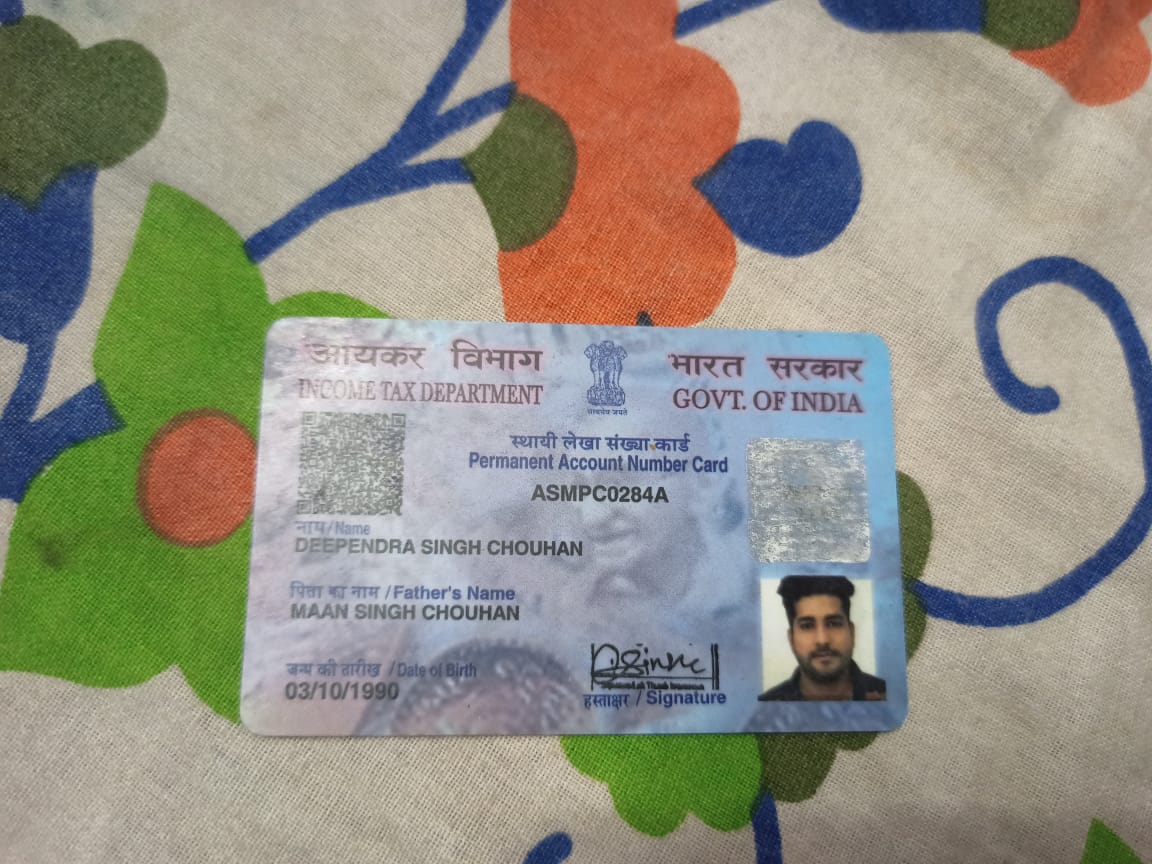 आयकर विभाग
INCOME TAX DEPARTMENT
सत्यमेव जयते
भारत सरकार
GOVT. OF INDIA
स्थायी लेखा संख्या कार्ड
Permanent Account Number Card
ASMPC0284A
नाम/Name
DEEPENDRA SINGH CHOUHAN
पिता का नाम /Father's Name
MAAN SINGH CHOUHAN
जन्म की तारीख /Date of Birth
03/10/1990
हस्ताक्षर / Signature